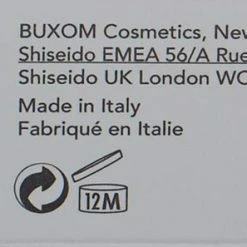 BUXOM Cosmetics, New
Shiseido EMEA 56/A Rue
Shiseido UK London WC
Made in Italy
Fabriqué en Italie
12M